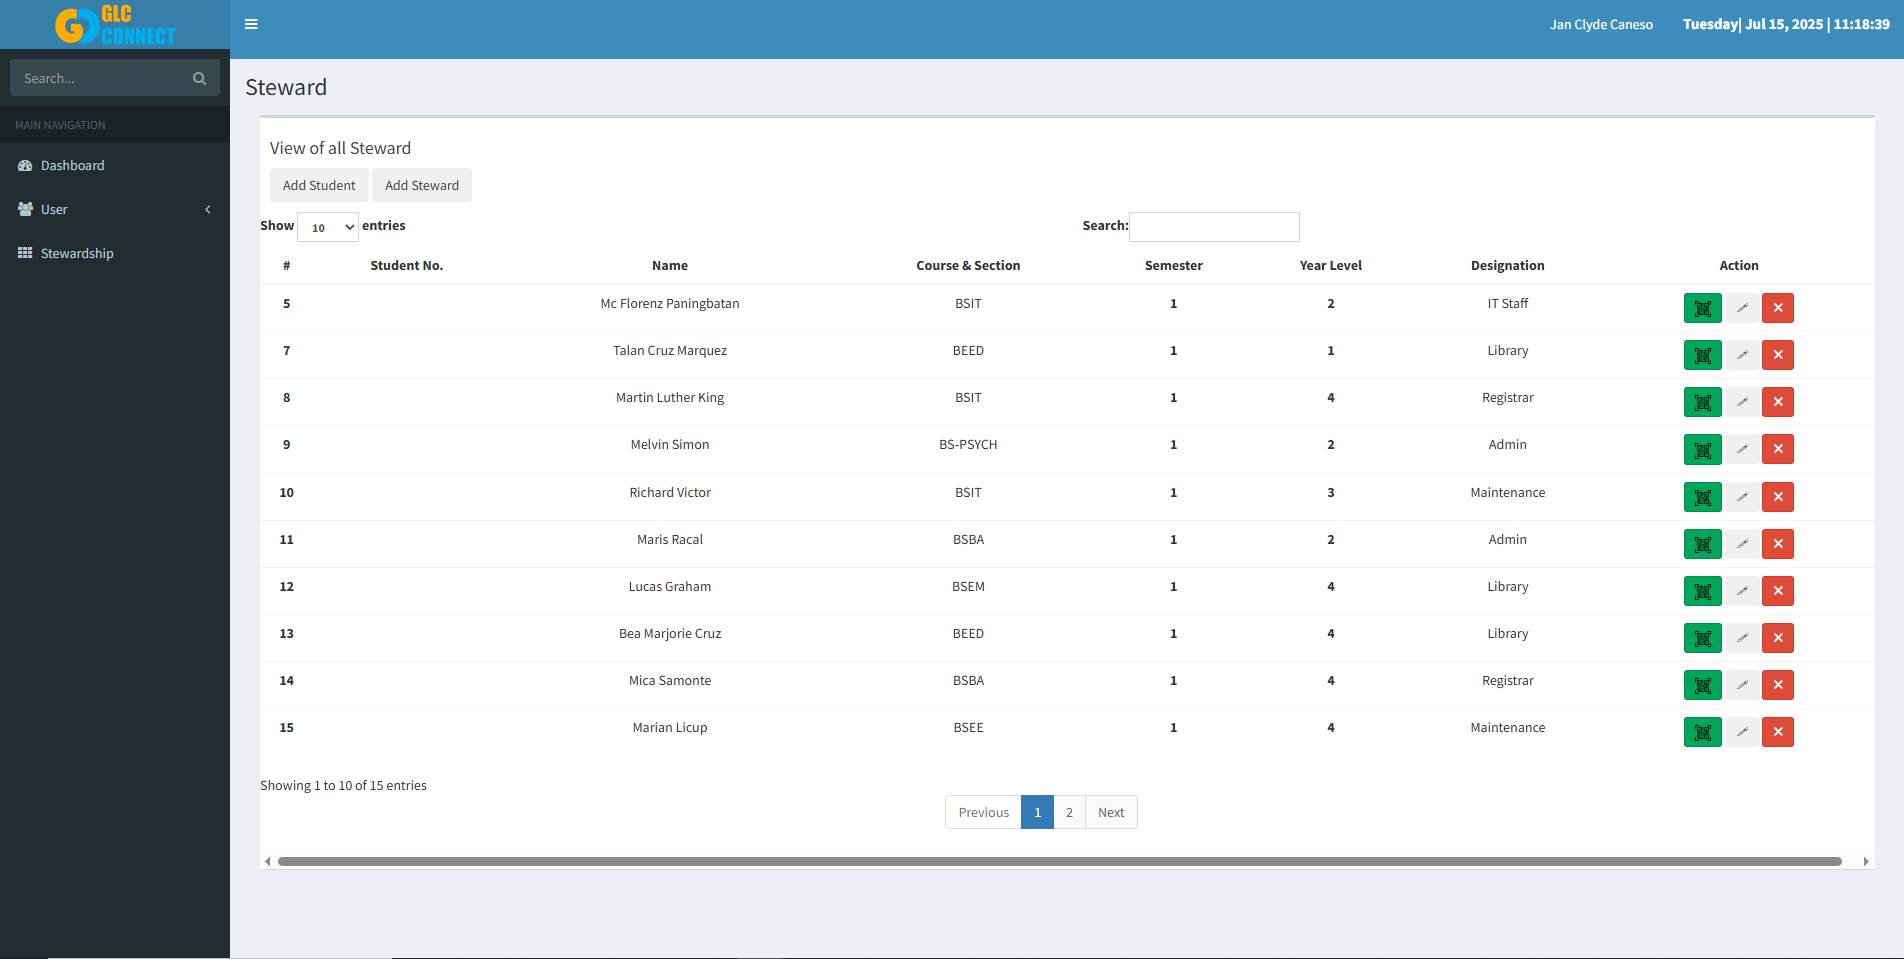 GLC
CONNECT
Jan Clyde Caneso Tuesday| Jul 15, 2025 | 11:18:39
Search...
MAIN NAVIGATION
Dashboard
User
Stewardship
Steward
View of all Steward
Add Student Add Steward
Show 10 entries Search:
# Student No. Name Course & Section Semester Year Level Designation Action
5 Mc Florenz Paningbatan BSIT 1 2 IT Staff
7 Talan Cruz Marquez BEED 1 1 Library
8 Martin Luther King BSIT 1 4 Registrar
9 Melvin Simon BS-PSYCH 1 2 Admin
10 Richard Victor BSIT 1 3 Maintenance
11 Maris Racal BSBA 1 2 Admin
12 Lucas Graham BSEM 1 4 Library
13 Bea Marjorie Cruz BEED 1 4 Library
14 Mica Samonte BSBA 1 4 Registrar
15 Marian Licup BSEE 1 4 Maintenance
Showing 1 to 10 of 15 entries
Previous 1 2 Next